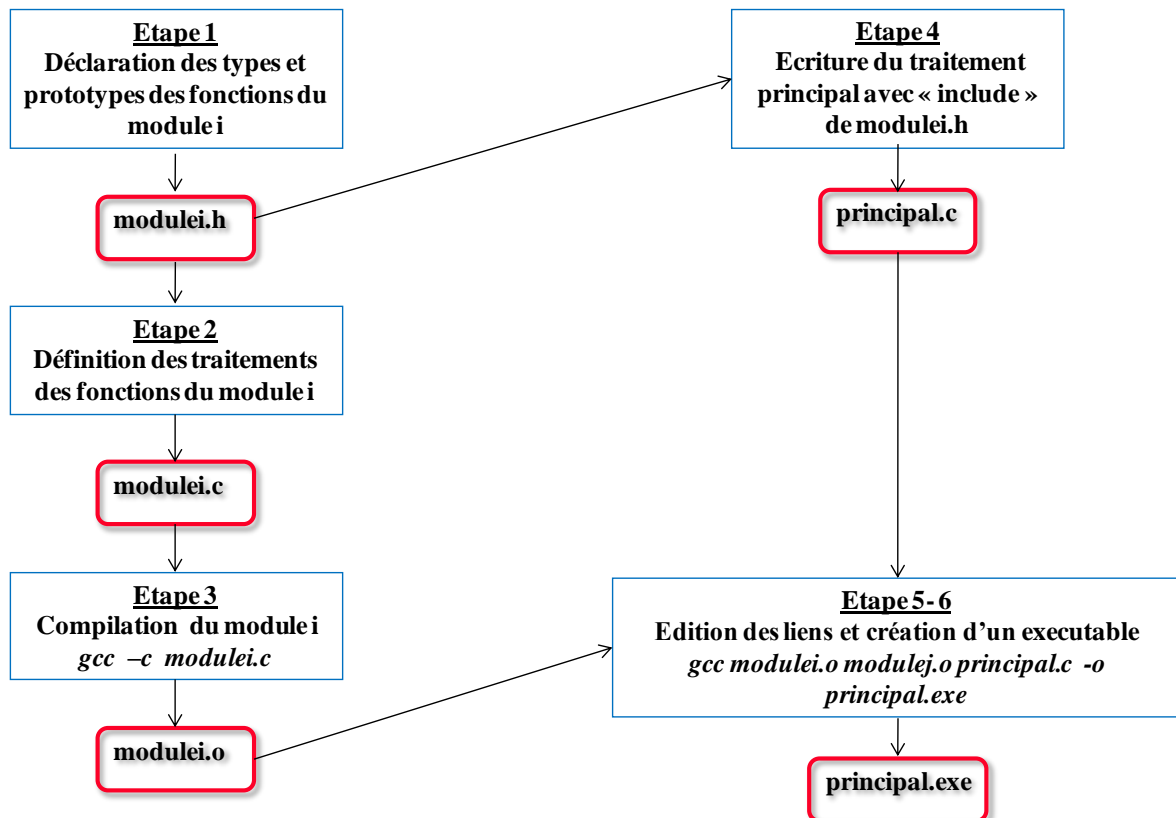 Etape 1
Déclaration des types et
prototypes des fonctions du
module i
modulei.h
Etape 2
Définition des traitements
des fonctions du module i
modulei.c
Etape 3
Compilation du module i
gcc –c modulei.c
modulei.o
Etape 4
Ecriture du traitement
principal avec « include »
de modulei.h
principal.c
Etape 5- 6
Edition des liens et création d’un executable
gcc modulei.o modulej.o principal.c -o
principal.exe
principal.exe